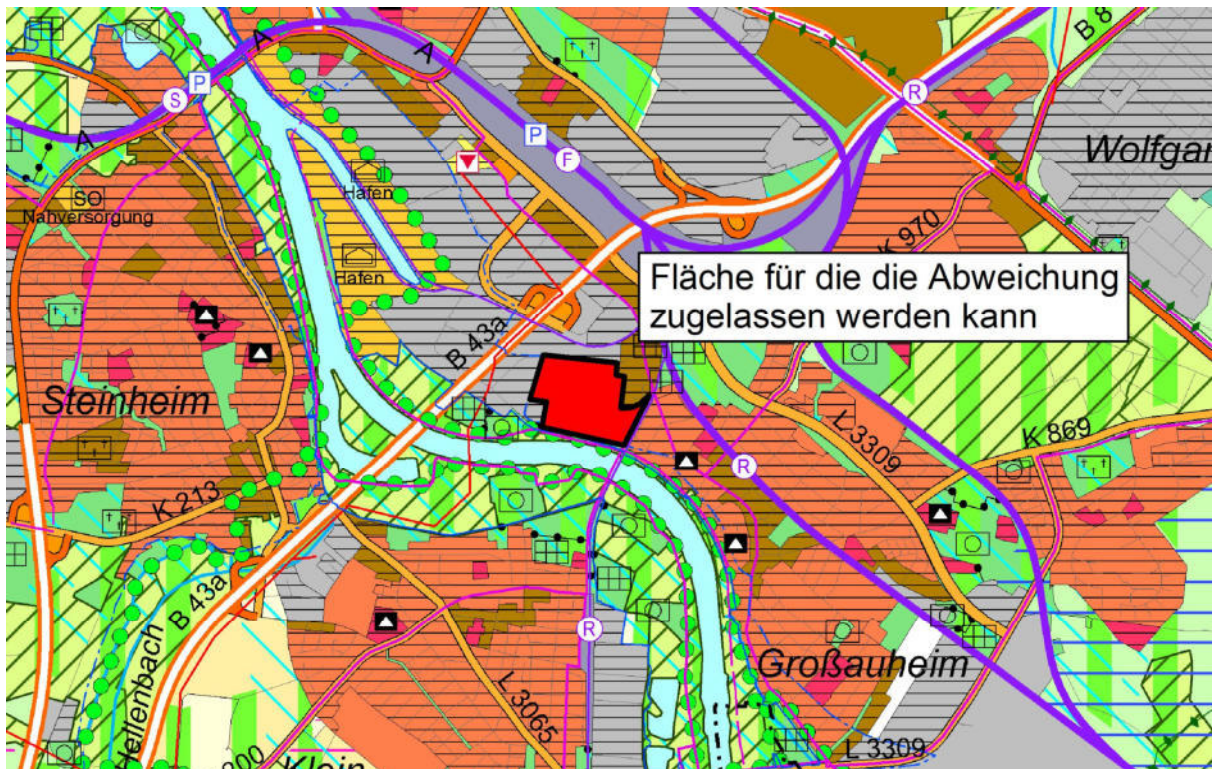 A
A
B 8
P
S
R
P
F
A
Wolfgan
SO
Nahversorgung
Hafen
K 970
Hafen
Fläche für die die Abweichung
zugelassen werden kann
B 43a
Steinheim
K 869
L 3309
R
K 213
B 43a
R
Großauheim
Hellenbach
L 3065
L 3309
Klein